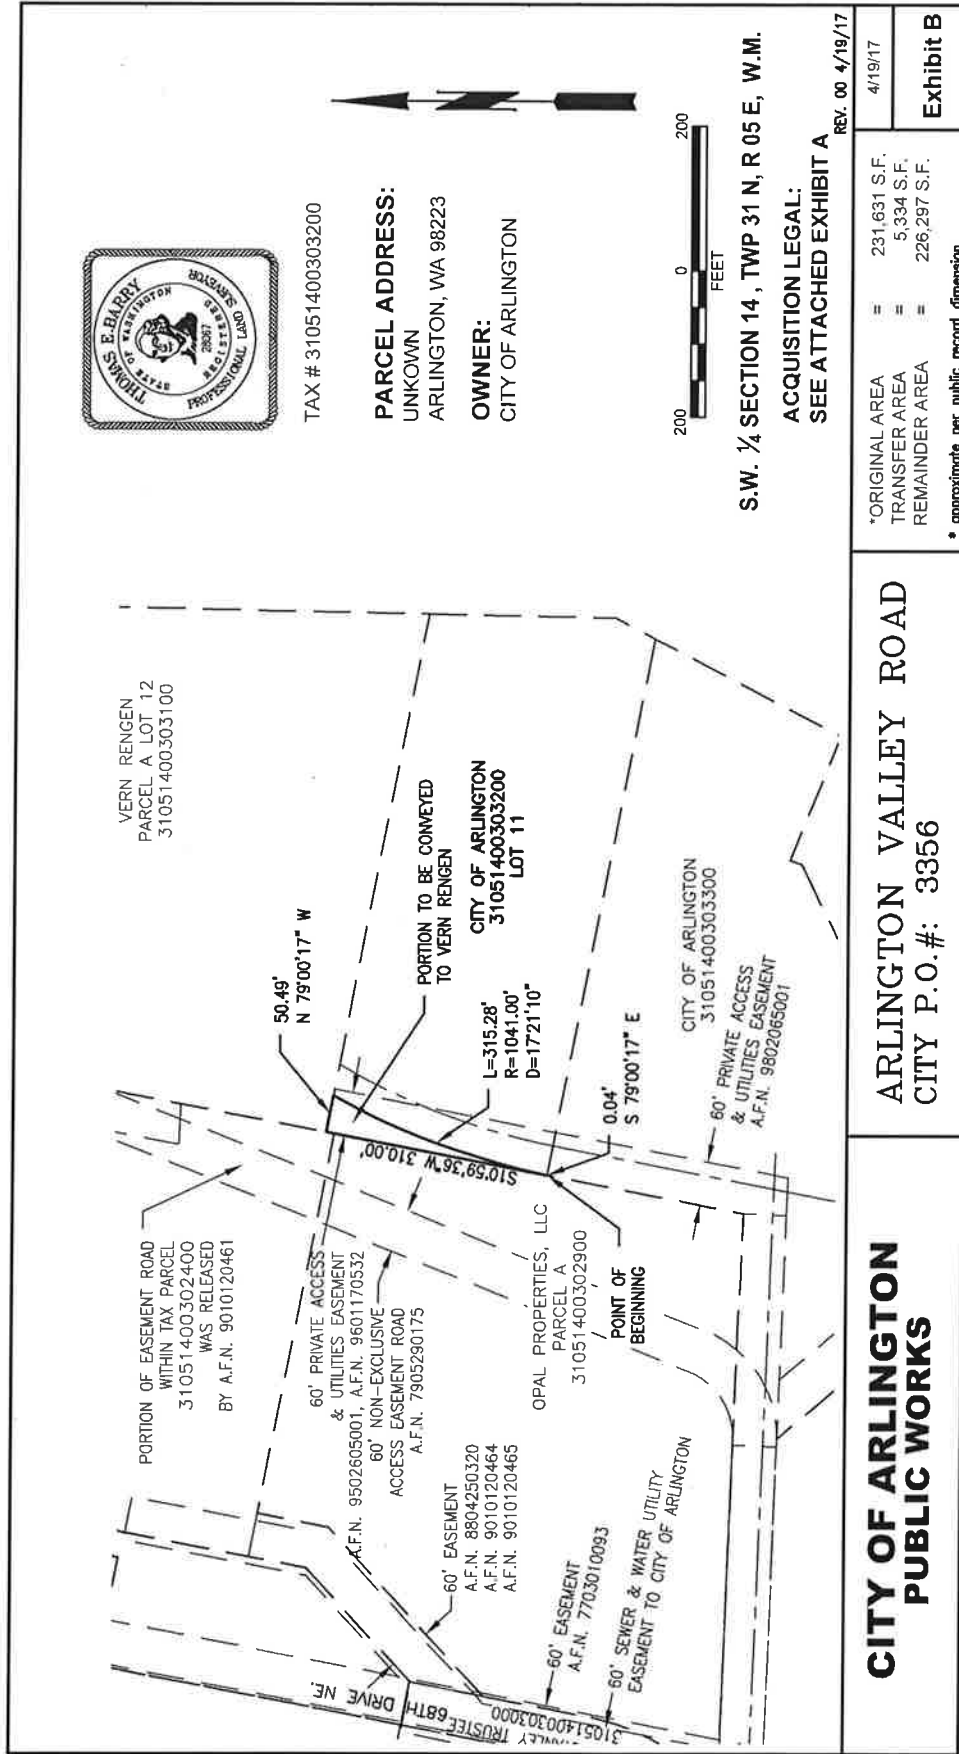 VERN RENGEN
PARCEL A LOT 12
31051400303100
PORTION OF EASEMENT ROAD
WITHIN TAX PARCEL
31051400302400
WAS RELEASED
BY A.F.N. 9010120461
50.49'
N 79°00'17" W
60' PRIVATE ACCESS
& UTILITIES EASEMENT
A.F.N. 9502605001, A.F.N. 9601170532
60' NON-EXCLUSIVE
ACCESS EASEMENT ROAD
A.F.N. 7905290175
S10°59'36"W 310.00'
PORTION TO BE CONVEYED
TO VERN RENGEN
CITY OF ARLINGTON
31051400303200
LOT 11
L=315.28'
R=1041.00'
D=17°21'10"
60' EASEMENT
A.F.N. 8804250320
A.F.N. 9010120464
A.F.N. 9010120465
OPAL PROPERTIES, LLC
PARCEL A
31051400302900
POINT OF
BEGINNING
0.04'
S 79°00'17" E
CITY OF ARLINGTON
31051400303300
60' PRIVATE ACCESS
& UTILITIES EASEMENT
A.F.N. 9802065001
60' EASEMENT
A.F.N. 7703010093
60' SEWER & WATER UTILITY
EASEMENT TO CITY OF ARLINGTON
68TH DRIVE NE.
TRUSTEE
31051400303000
THOMAS E. BARRY
STATE OF WASHINGTON
28067
REGISTERED
PROFESSIONAL LAND SURVEYOR
TAX # 31051400303200
PARCEL ADDRESS:
UNKOWN
ARLINGTON, WA 98223
OWNER:
CITY OF ARLINGTON
200 0 200
FEET
S.W. ¼ SECTION 14 , TWP 31 N, R 05 E, W.M.
ACQUISITION LEGAL:
SEE ATTACHED EXHIBIT A
REV. 00 4/19/17
CITY OF ARLINGTON
PUBLIC WORKS
ARLINGTON VALLEY ROAD
CITY P.O.#: 3356
*ORIGINAL AREA = 231,631 S.F.
TRANSFER AREA = 5,334 S.F.
REMAINDER AREA = 226,297 S.F.
* approximate per public record dimension
4/19/17
Exhibit B